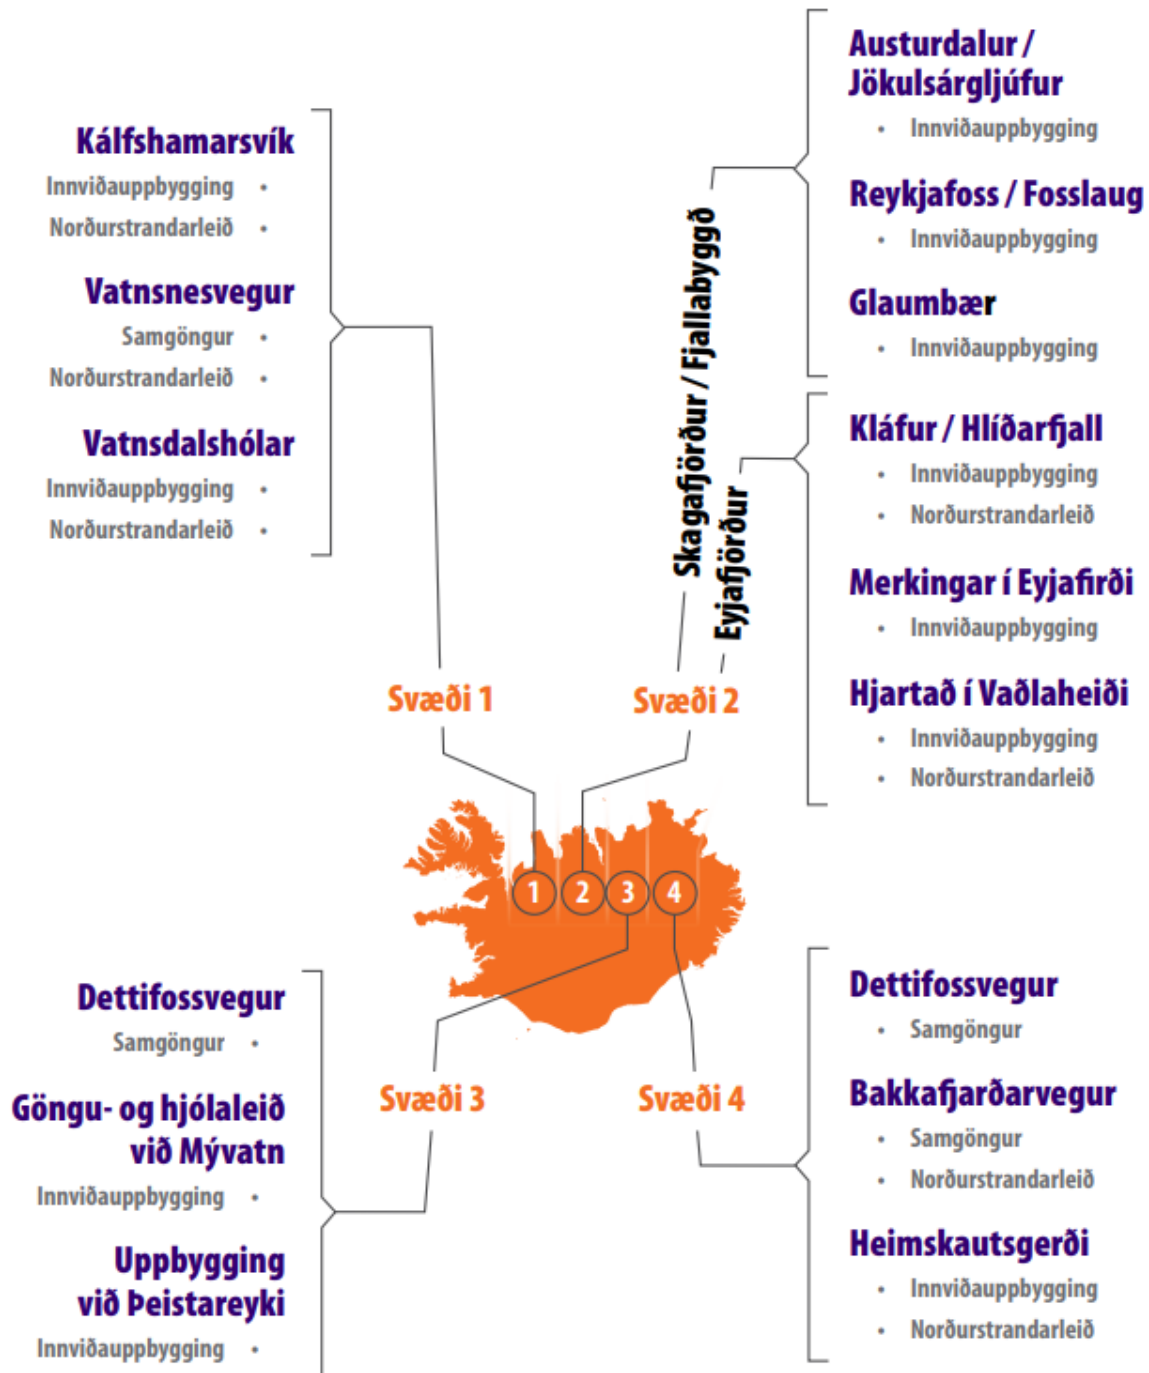 Kálfshamarsvík
Innviðauppbygging •
Norðurstrandarleið •
Vatnsnesvegur
Samgöngur •
Norðurstrandarleið •
Vatnsdalshólar
Innviðauppbygging •
Norðurstrandarleið •
Svæði 1
Austurdalur /
Jökulsárgljúfur
• Innviðauppbygging
Reykjafoss / Fosslaug
• Innviðauppbygging
Glaumbær
• Innviðauppbygging
Skagafjörður / Fjallabyggð
Kláfur / Hlíðarfjall
• Innviðauppbygging
• Norðurstrandarleið
Merkingar í Eyjafirði
• Innviðauppbygging
Hjartað í Vaðlaheiði
• Innviðauppbygging
• Norðurstrandarleið
Eyjafjörður
Svæði 2
1 2 3 4
Dettifossvegur
Samgöngur •
Göngu- og hjólaleið
við Mývatn
Innviðauppbygging •
Uppbygging
við Þeistareyki
Innviðauppbygging •
Svæði 3
Svæði 4
Dettifossvegur
• Samgöngur
Bakkafjarðarvegur
• Samgöngur
• Norðurstrandarleið
Heimskautsgerði
• Innviðauppbygging
• Norðurstrandarleið